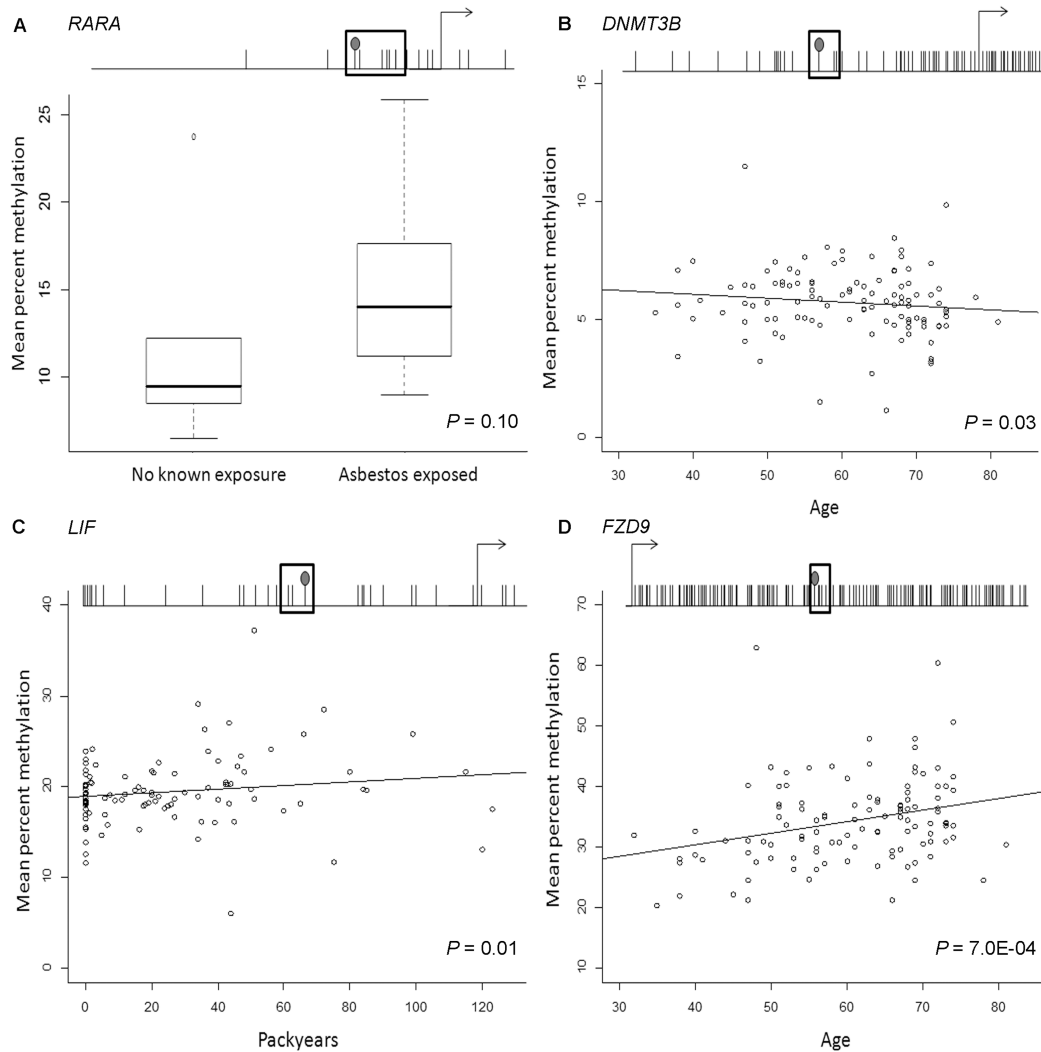 A RARA
Mean percent methylation
25
20
15
10
No known exposure
Asbestos exposed
P = 0.10
B DNMT3B
Mean percent methylation
15
10
5
0
30 40 50 60 70 80
Age
P = 0.03
C LIF
Mean percent methylation
40
30
20
10
0
0 20 40 60 80 100 120
Packyears
P = 0.01
D FZD9
Mean percent methylation
70
60
50
40
30
20
10
30 40 50 60 70 80
Age
P = 7.0E-04